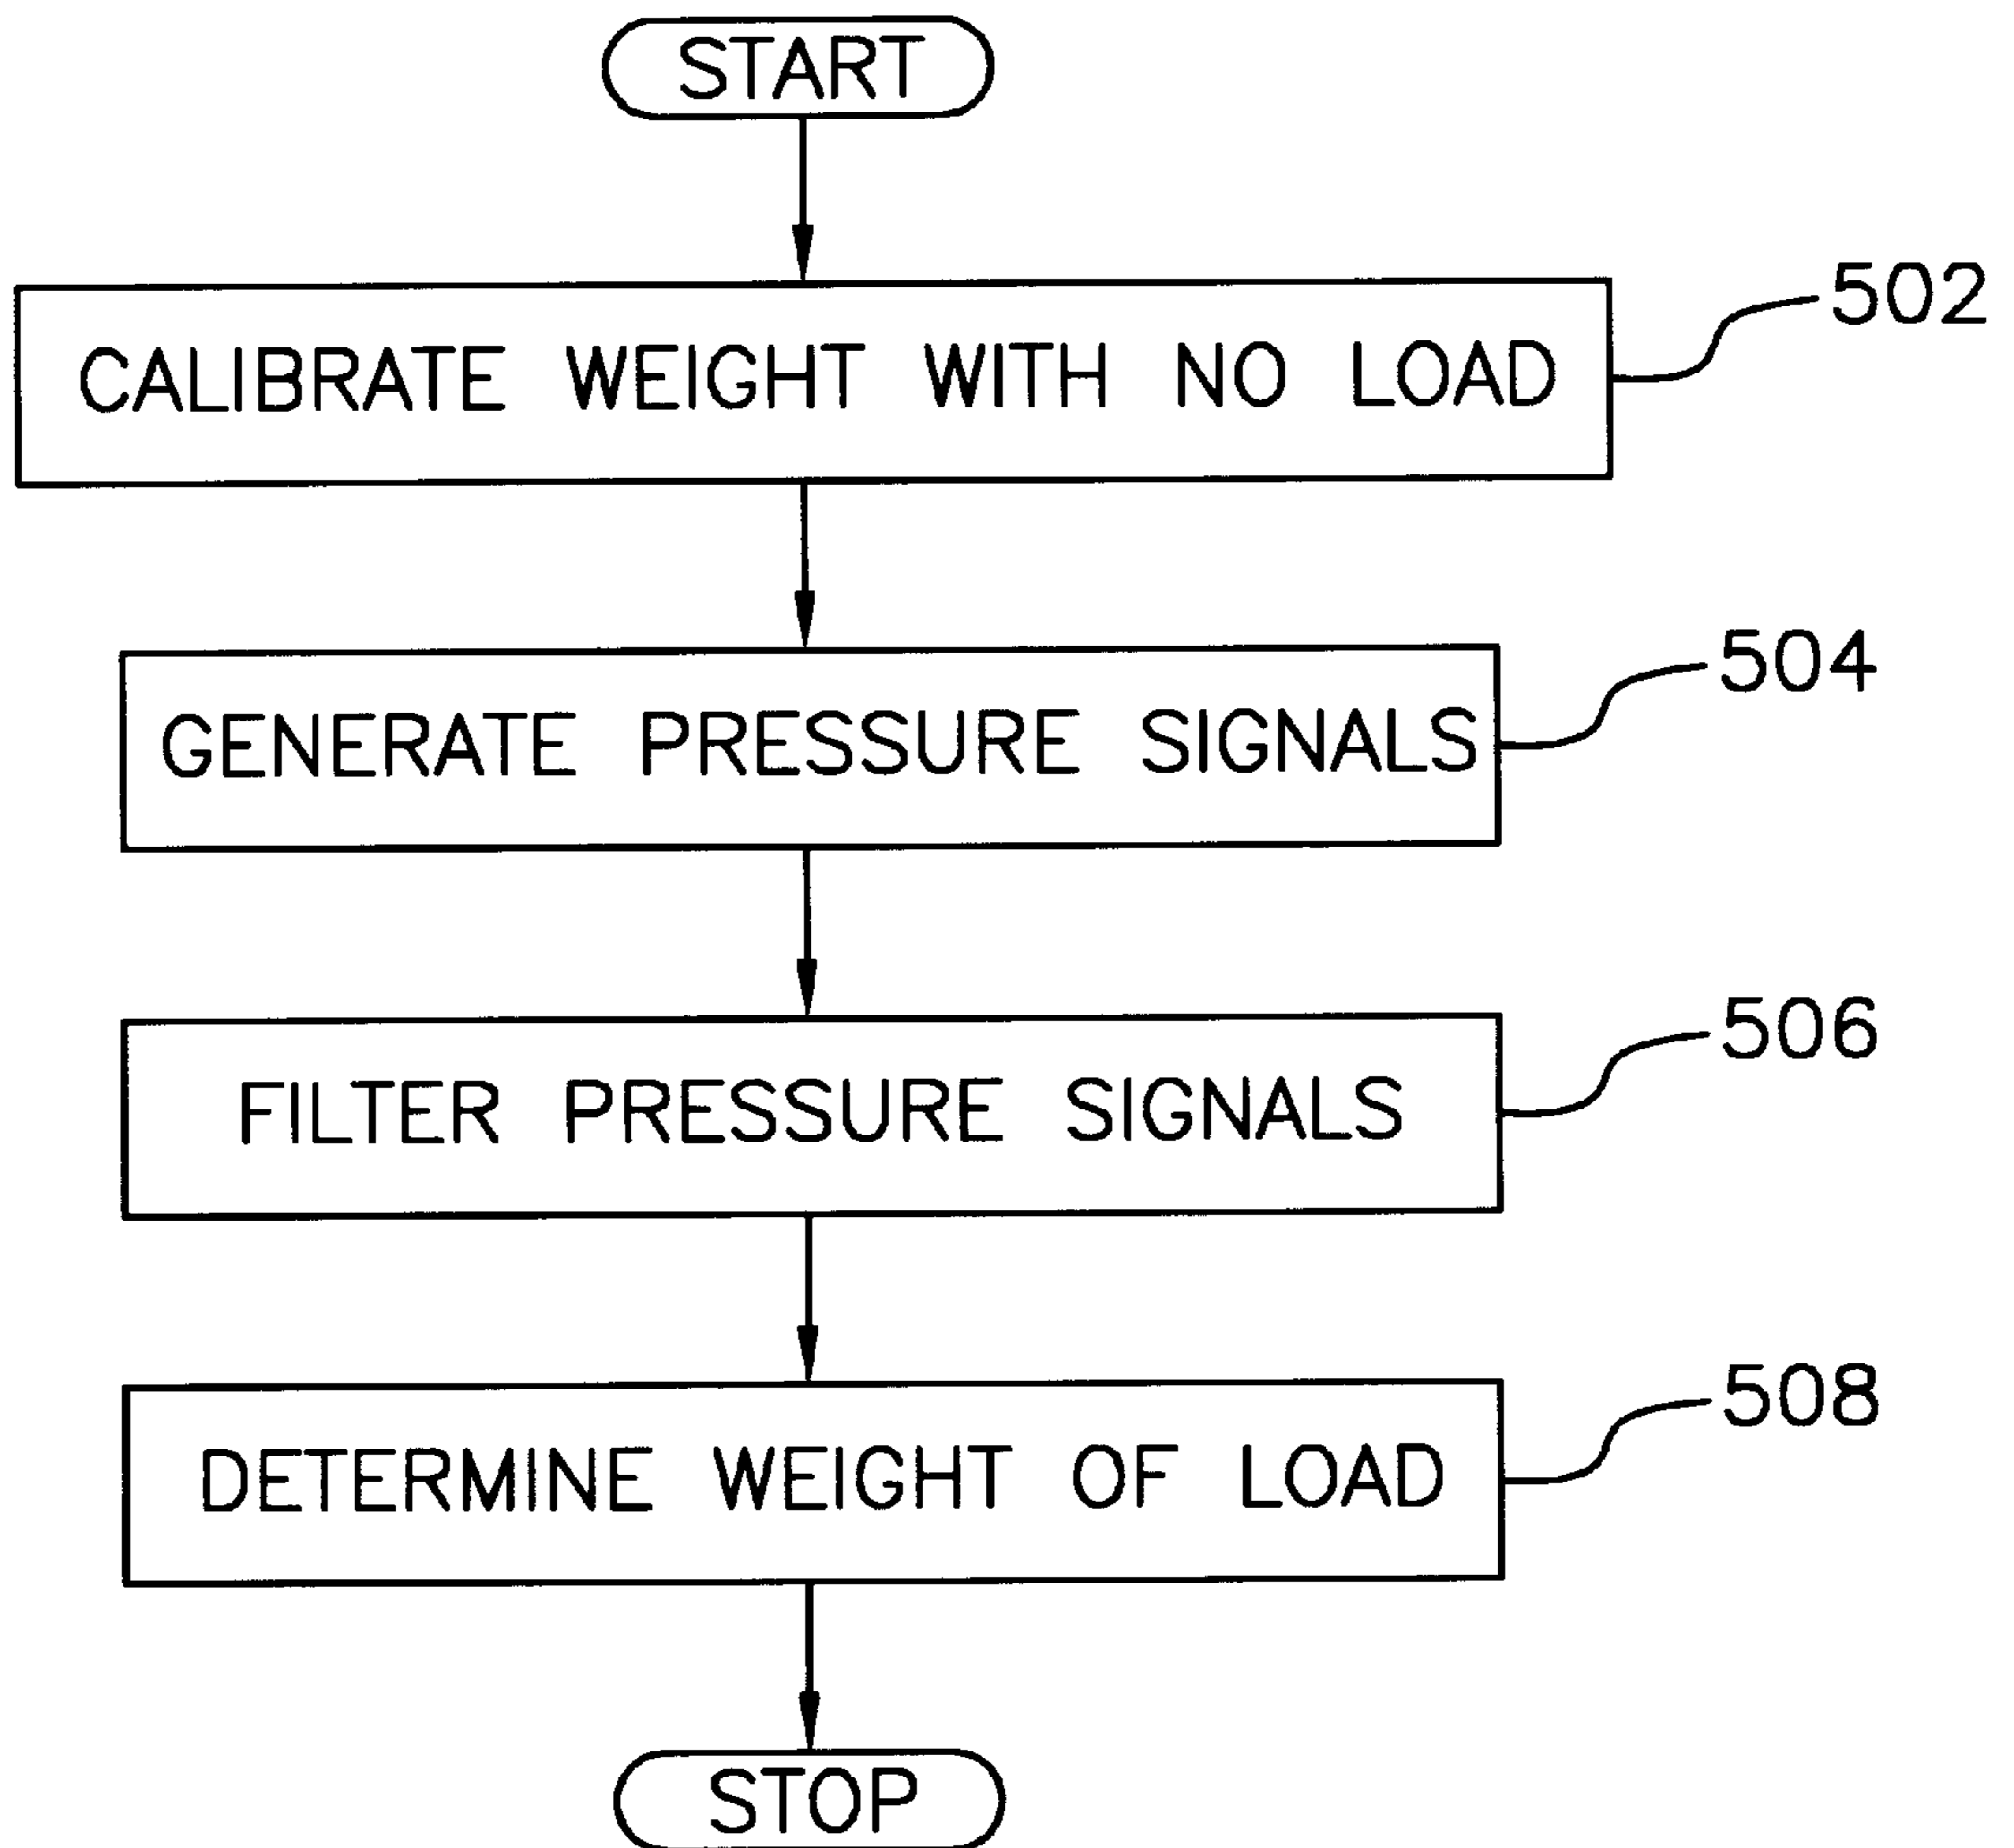 START
CALIBRATE WEIGHT WITH NO LOAD
502
GENERATE PRESSURE SIGNALS
504
FILTER PRESSURE SIGNALS
506
DETERMINE WEIGHT OF LOAD
508
STOP